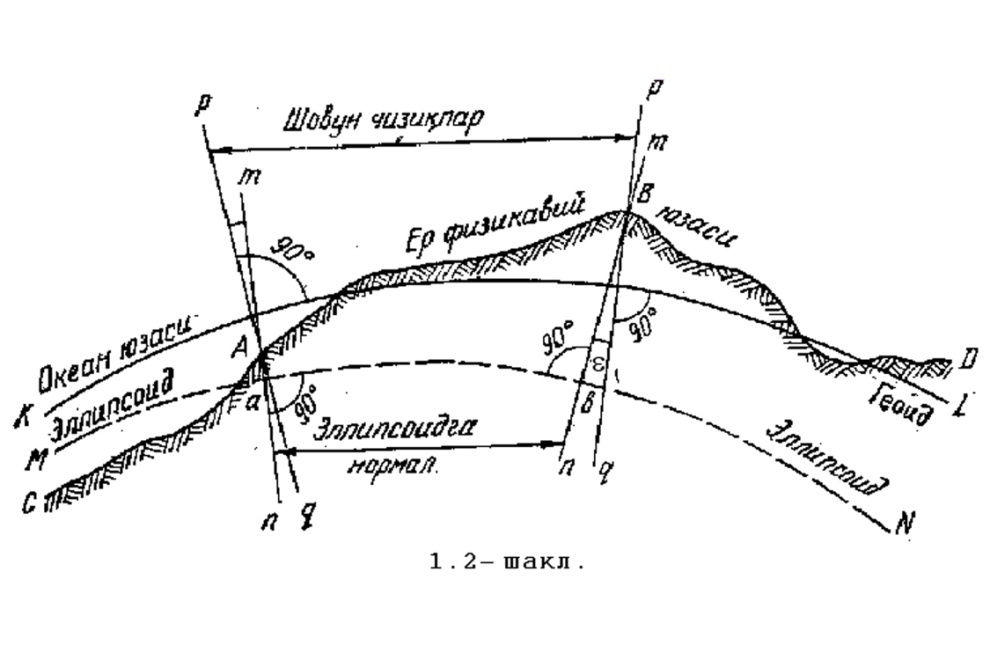 p
p
Шовун чизиқлар
m
m
B
Ер физикавий
юзаси
90°
Океан юзаси
A
90°
90°
D
K
Эллипсоид
a
90°
θ
в
Геоид
L
M
Эллипсоидга
нормал.
Эллипсоид
C
n
q
n
q
N
1.2– шакл.